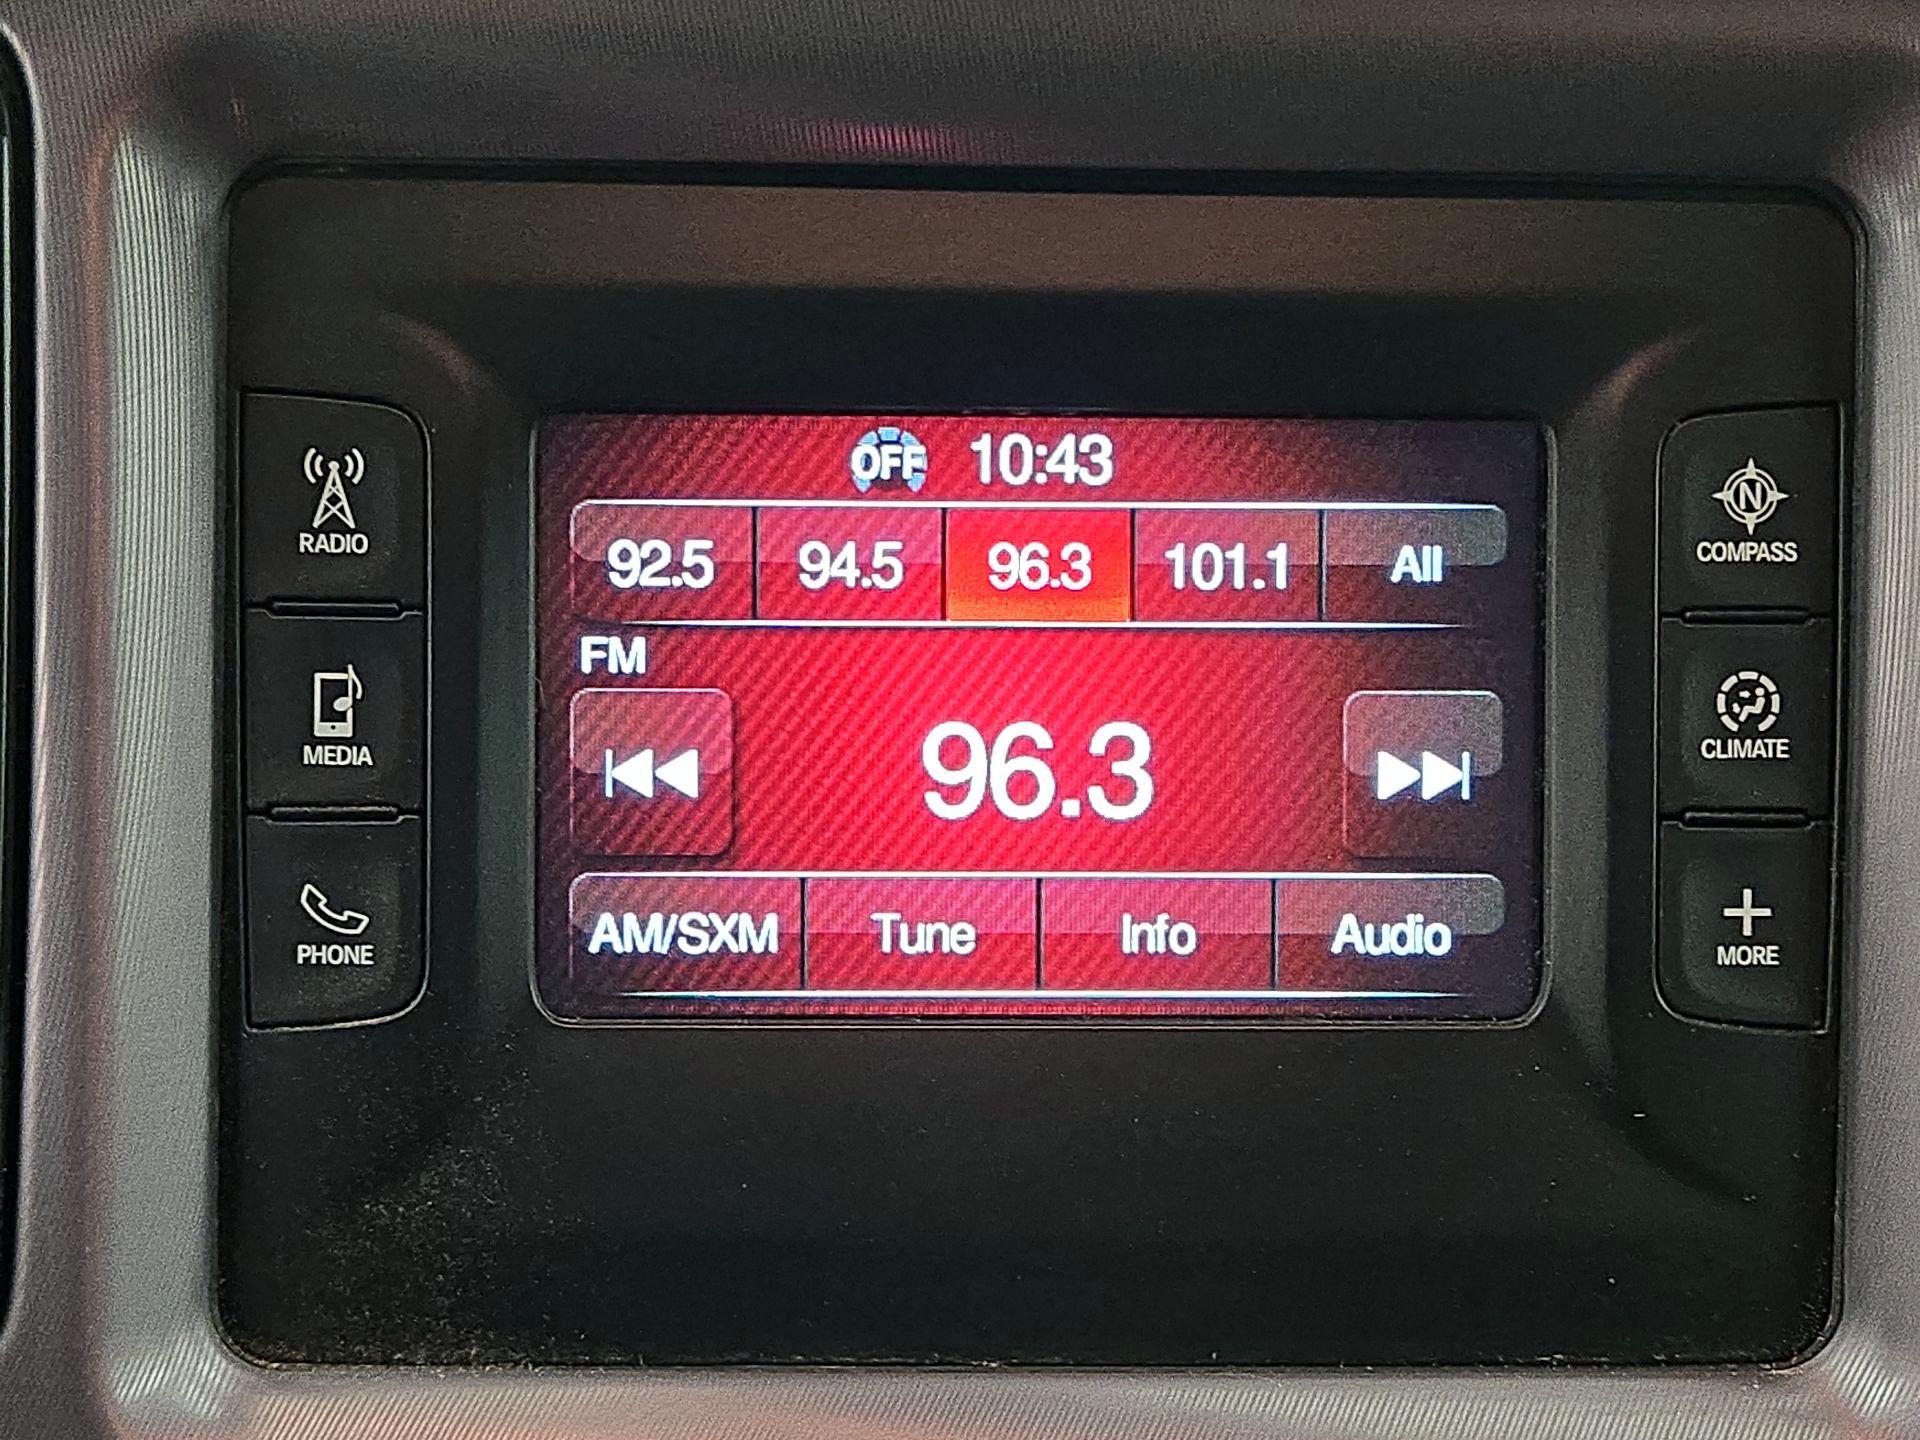 OFF 10:43
92.5 94.5 96.3 101.1 All
FM
96.3
AM/SXM Tune Info Audio
RADIO
MEDIA
PHONE
N
COMPASS
CLIMATE
MORE